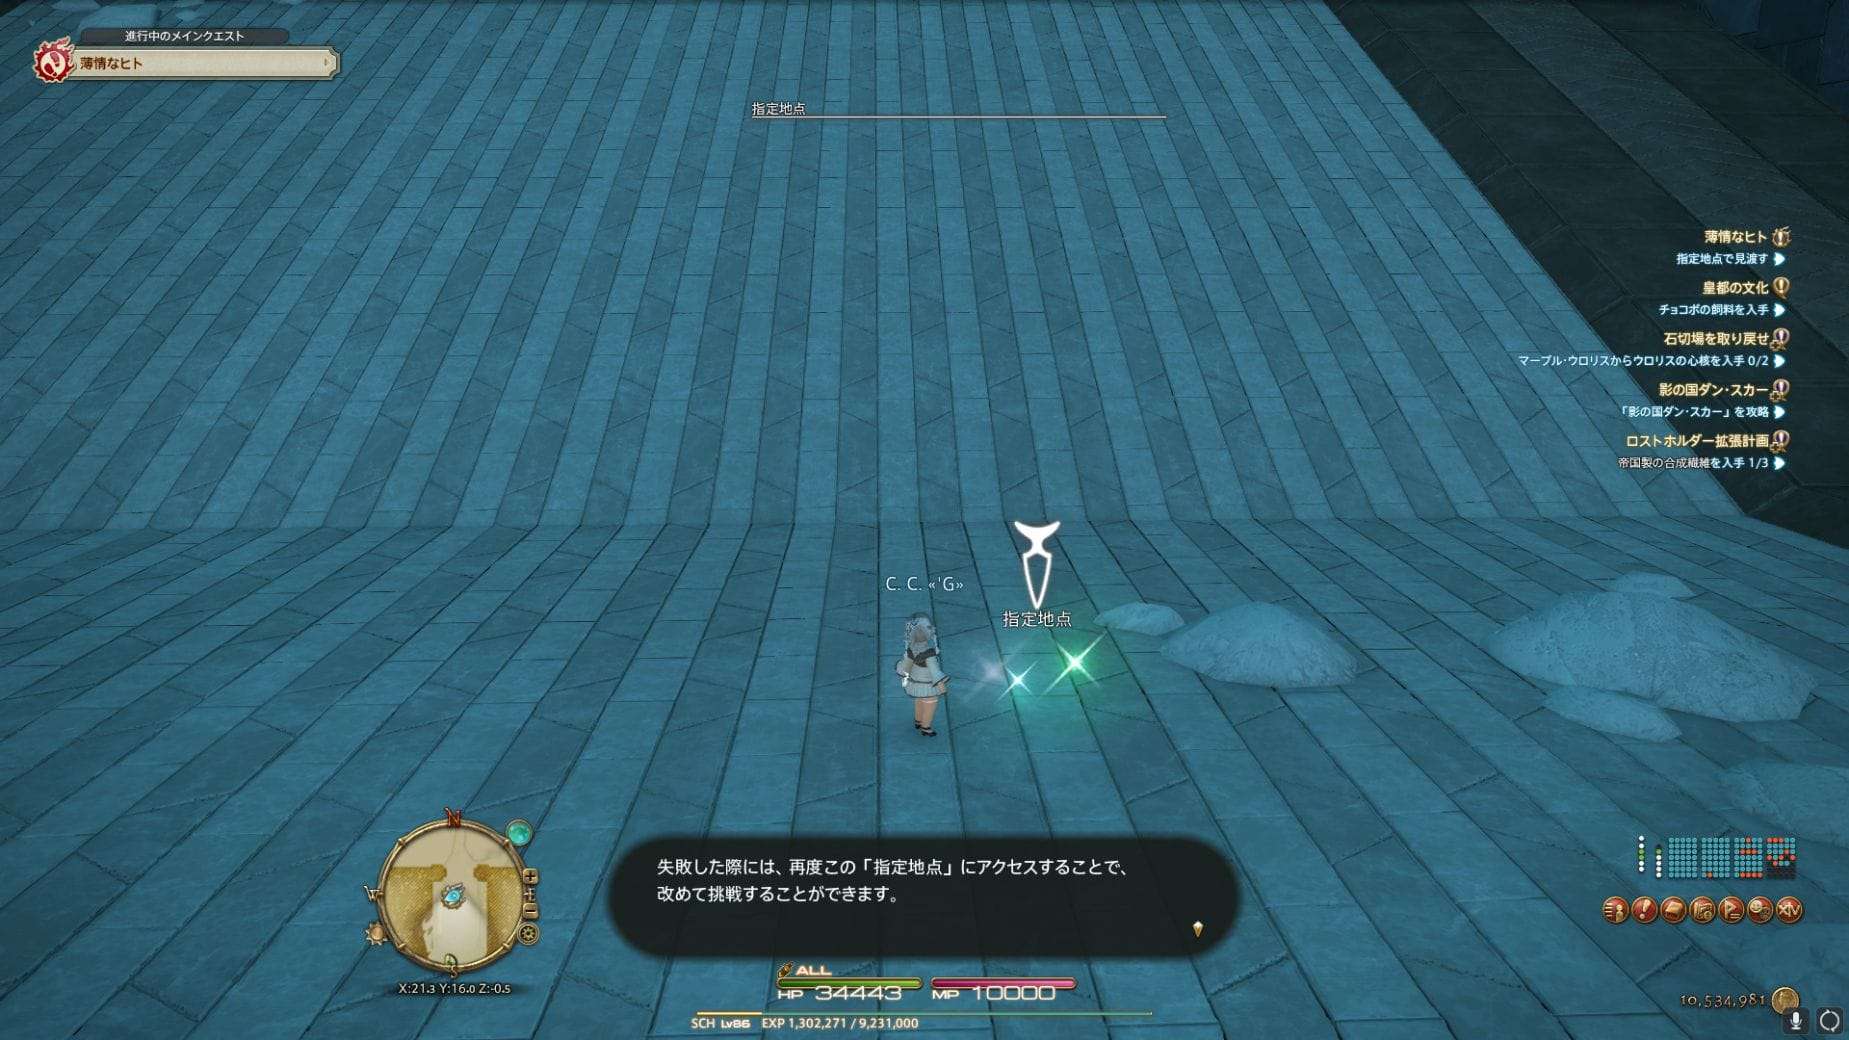 進行中のメインクエスト
薄情なヒト
指定地点
薄情なヒト
指定地点で見渡す
皇都の文化
チョコボの飼料を入手
石切場を取り戻せ
マーブル・ウロリスからウロリスの心核を入手 0/2
影の国ダン・スカー
「影の国ダン・スカー」を攻略
ロストホルダー拡張計画
帝国製の合成繊維を入手 1/3
C. C. «'G»
指定地点
N
W
S
X:21.3 Y:16.0 Z:-0.5
失敗した際には、再度この「指定地点」にアクセスすることで、
改めて挑戦することができます。
ALL
HP 34443 MP 10000
SCH Lv86 EXP 1,302,271 / 9,231,000
XIV
10,534,981